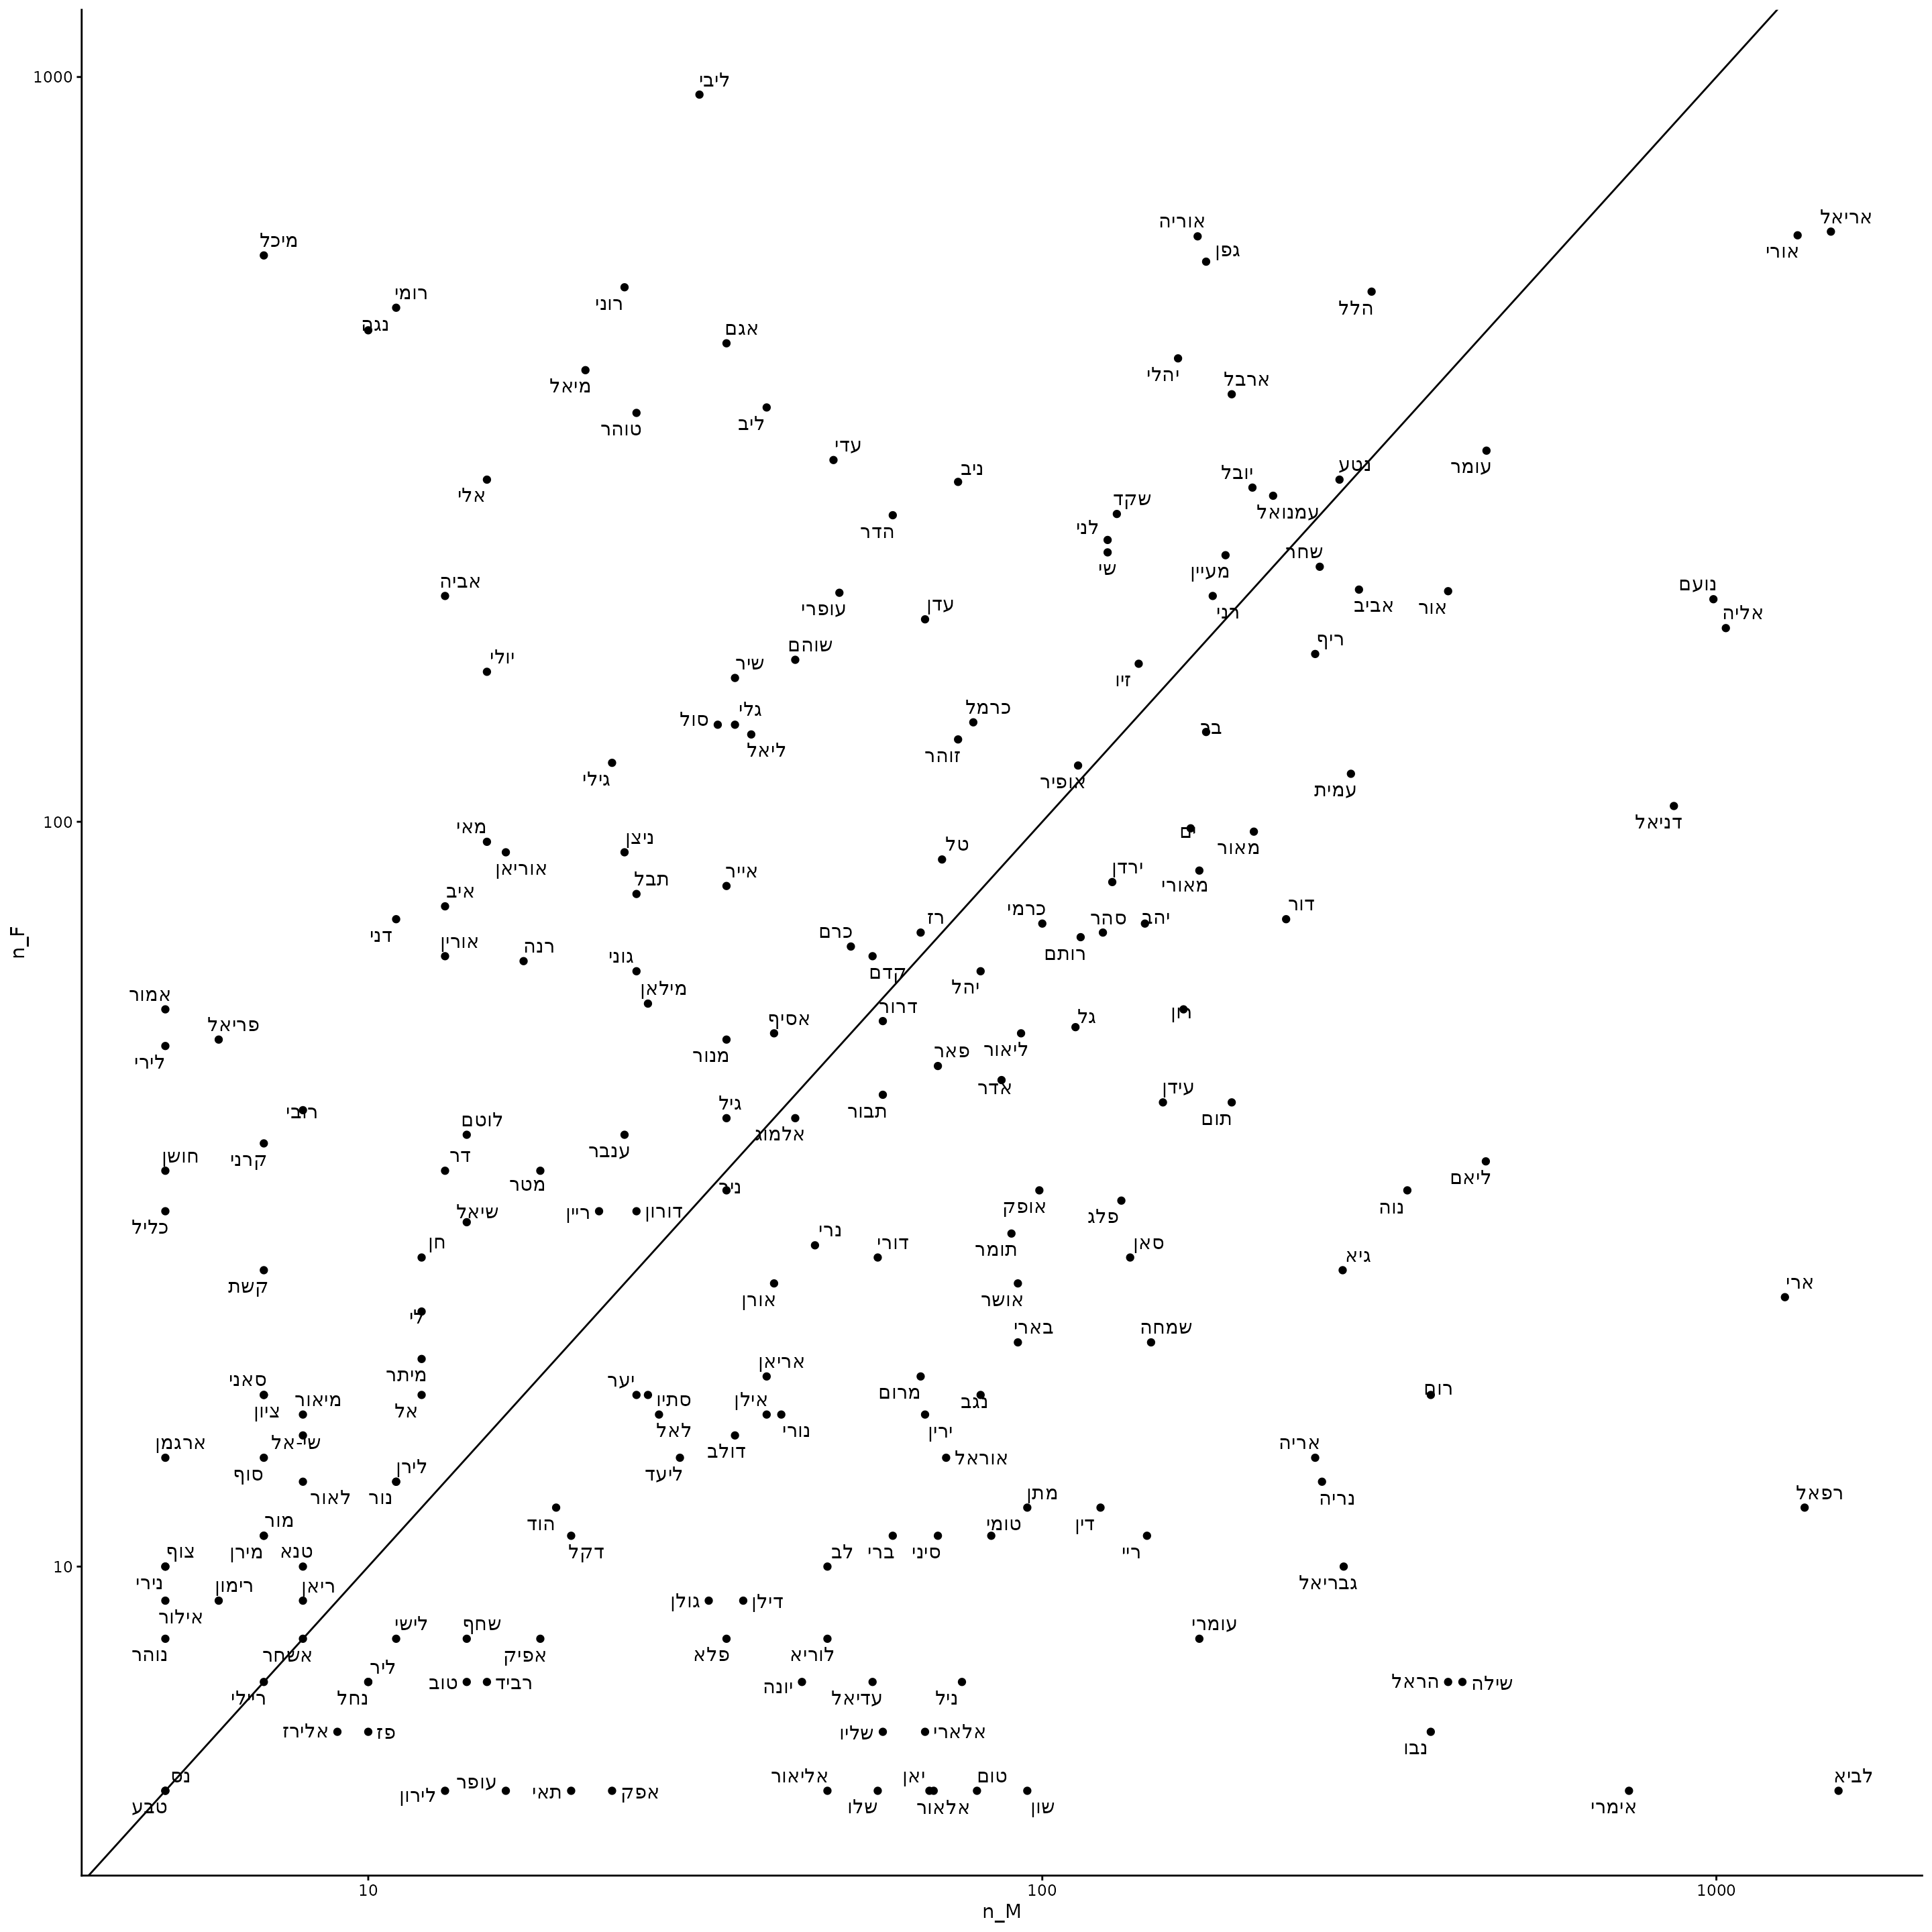 1000
ליבי
אריאל
אוריה
אורי
מיכל
גפן
רומי
רוני
הלל
נגה
אגם
יהלי
מיאל
ארבל
ליב
טוהר
עדי
נטע
עומר
ניב
יובל
אלי
שקד
עמנואל
לני
הדר
שחר
שי
מעיין
אביה
נועם
עדן
אביב
אור
עופרי
רני
אליה
ריף
שוהם
יולי
שיר
זיו
כרמל
גלי
סול
בר
ליאל
זוהר
גילי
אופיר
עמית
100
מאי
דניאל
ים
ניצן
טל
מאור
אוריאן
אייר
ירדן
תבל
מאורי
איב
כרמי
דור
רז
סהר
יהב
דני
כרם
אורין
רנה
גוני
רותם
קדם
יהל
מילאן
אמור
דרור
רון
פריאל
אסיף
גל
לירי
מנור
פאר
ליאור
אדר
עידן
רובי
גיל
תבור
תום
לוטם
אלמוג
ענבר
חושן
קרני
דר
ליאם
מטר
ניר
אופק
נוה
כליל
שיאל
ריין
דורון
פלג
נרי
חן
דורי
תומר
סאן
גיא
קשת
ארי
אורן
אושר
לי
בארי
שמחה
מיתר
אריאן
סאני
יער
מרום
רום
ציון
מיאור
אל
סתיו
אילן
נגב
לאל
נורי
ירין
ארגמן
שי-אל
דולב
אריה
סוף
לירן
ליעד
אוראל
לאור
נור
נריה
רפאל
מתן
מור
הוד
טומי
דין
צוף
מירן
טנא
דקל
לב
ברי
סיני
ריי
10
נירי
רימון
ריאן
גבריאל
אילור
גולן
דילן
לישי
שחף
עומרי
נוהר
אשחר
אפיק
פלא
לוריא
ליר
ריילי
נחל
טוב
רביד
יונה
עדיאל
ניל
הראל
שילה
אלירז
פז
שליו
אלארי
נבו
נס
לירון
עופר
תאי
אפק
אליאור
יאן
טום
לביא
טבע
שלו
אלאור
שון
אימרי
10
100
1000
n_M
n_F